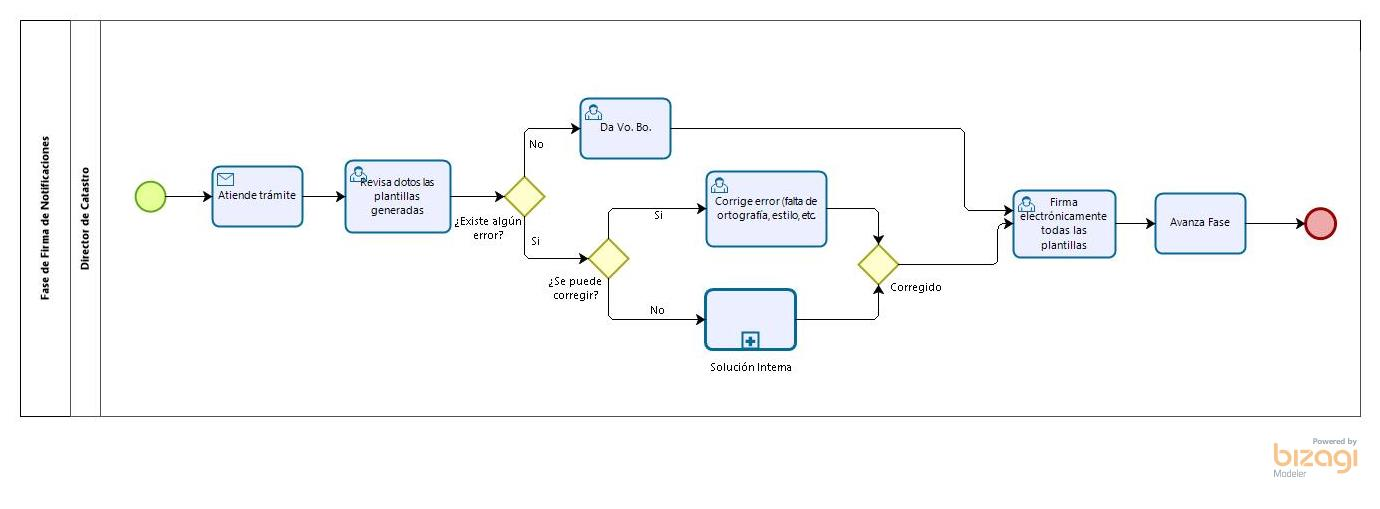 Fase de Firma de Notificaciones
Director de Catastro
Atiende trámite
Revisa dotos las
plantillas
generadas
¿Existe algún
error?
No
Si
Da Vo. Bo.
¿Se puede
corregir?
Si
No
Corrige error (falta de
ortografía, estilo, etc.
Solución Interna
Corregido
Firma
electrónicamente
todas las
plantillas
Avanza Fase
Powered by
bizagi
Modeler